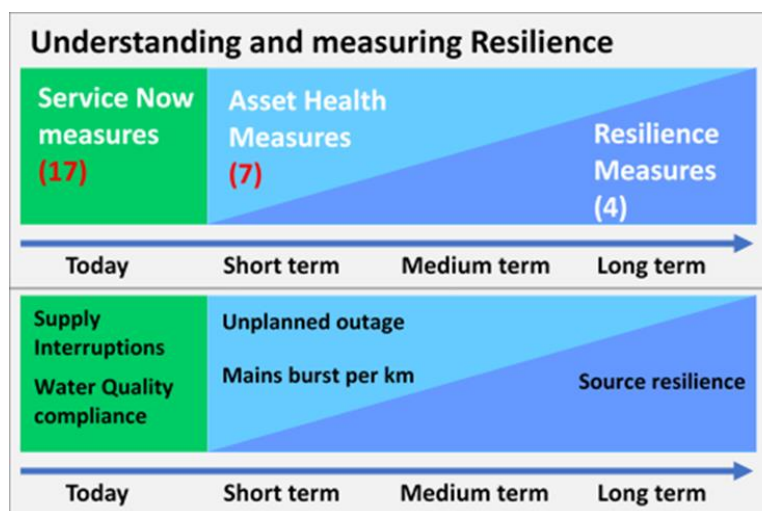 Understanding and measuring Resilience
Service Now
measures
(17)
Asset Health
Measures
(7)
Resilience
Measures
(4)
Today
Short term
Medium term
Long term
Supply
Interruptions
Water Quality
compliance
Unplanned outage
Mains burst per km
Source resilience
Today
Short term
Medium term
Long term